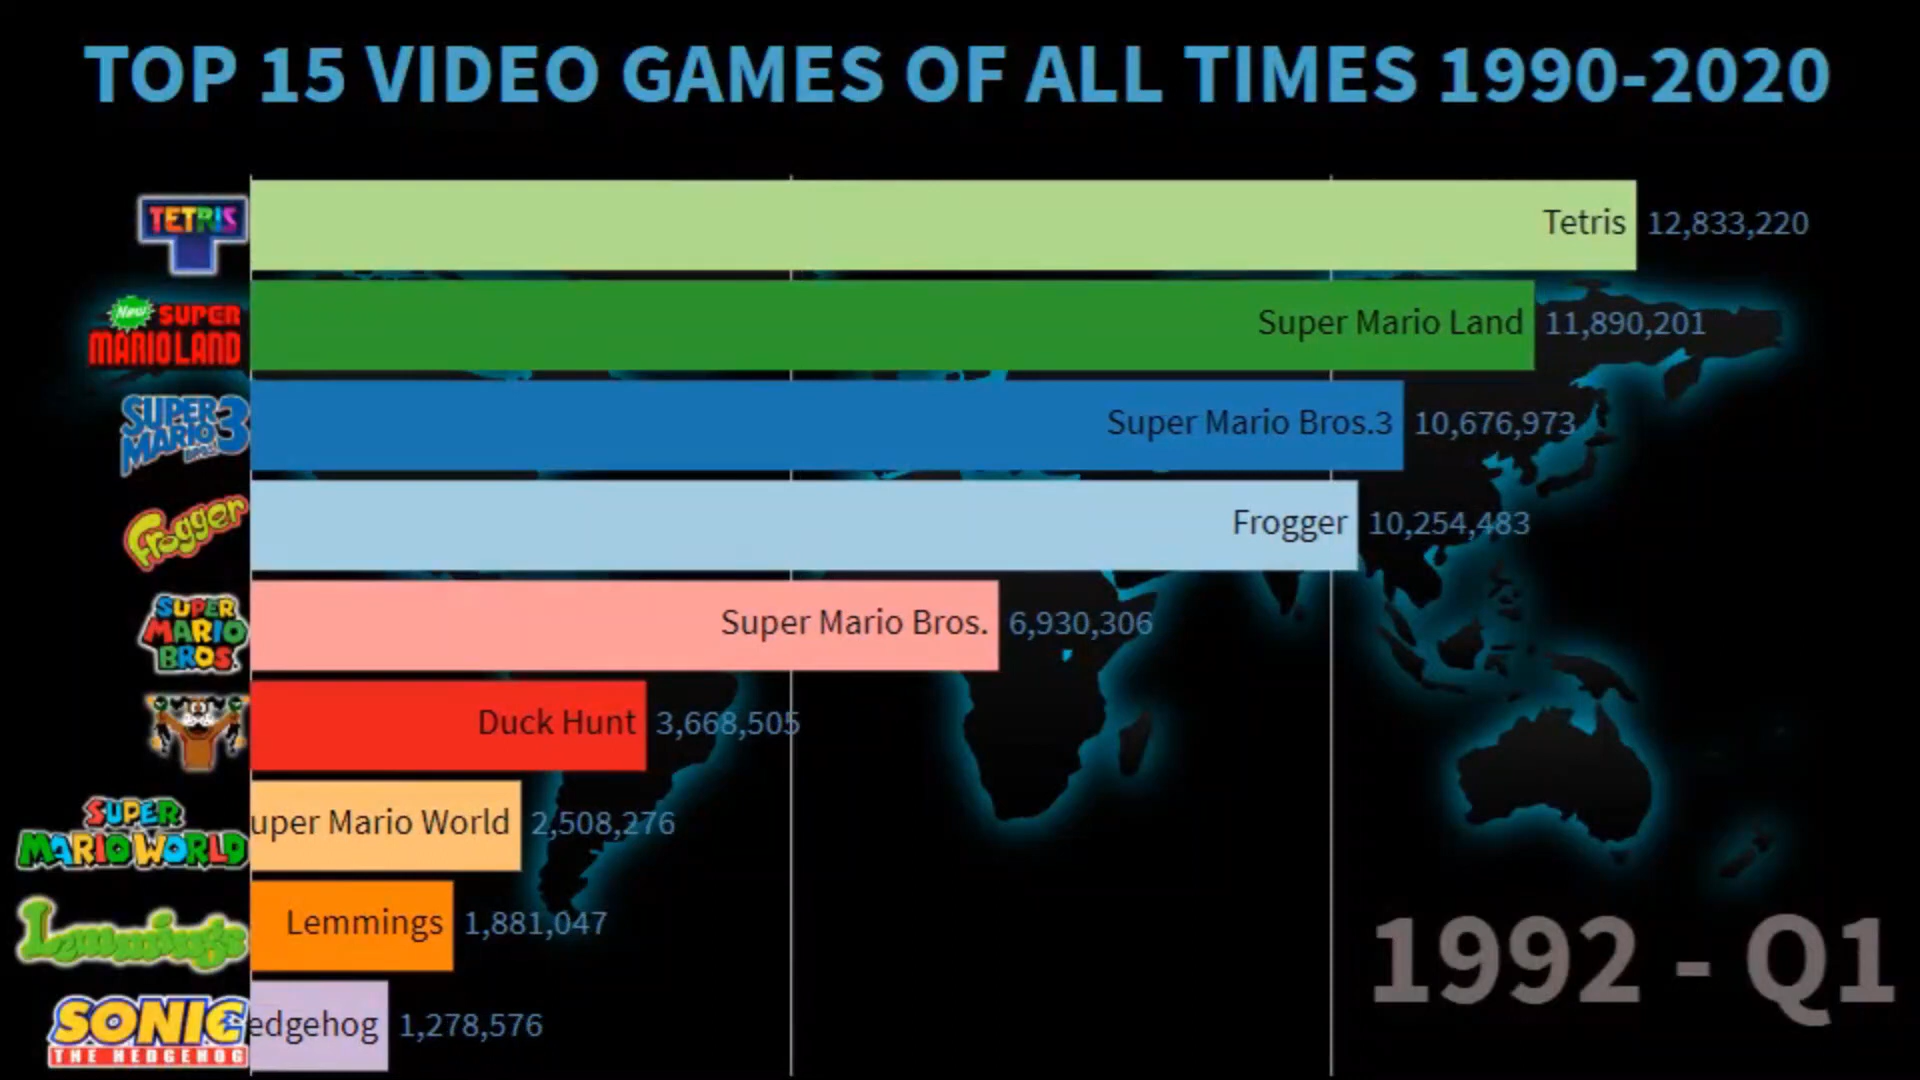 TOP 15 VIDEO GAMES OF ALL TIMES 1990-2020
TETRIS
Tetris 12,833,220
New SUPER
MARIOLAND
Super Mario Land 11,890,201
SUPER
MARIO 3
BROS.
Super Mario Bros.3 10,676,973
Frogger
Frogger 10,254,483
SUPER
MARIO
BROS.
Super Mario Bros. 6,930,306
Duck Hunt 3,668,505
SUPER
MARIO WORLD
uper Mario World 2,508,276
Lemmings
Lemmings 1,881,047
SONIC
THE HEDGEHOG
edgehog 1,278,576
1992 - Q1